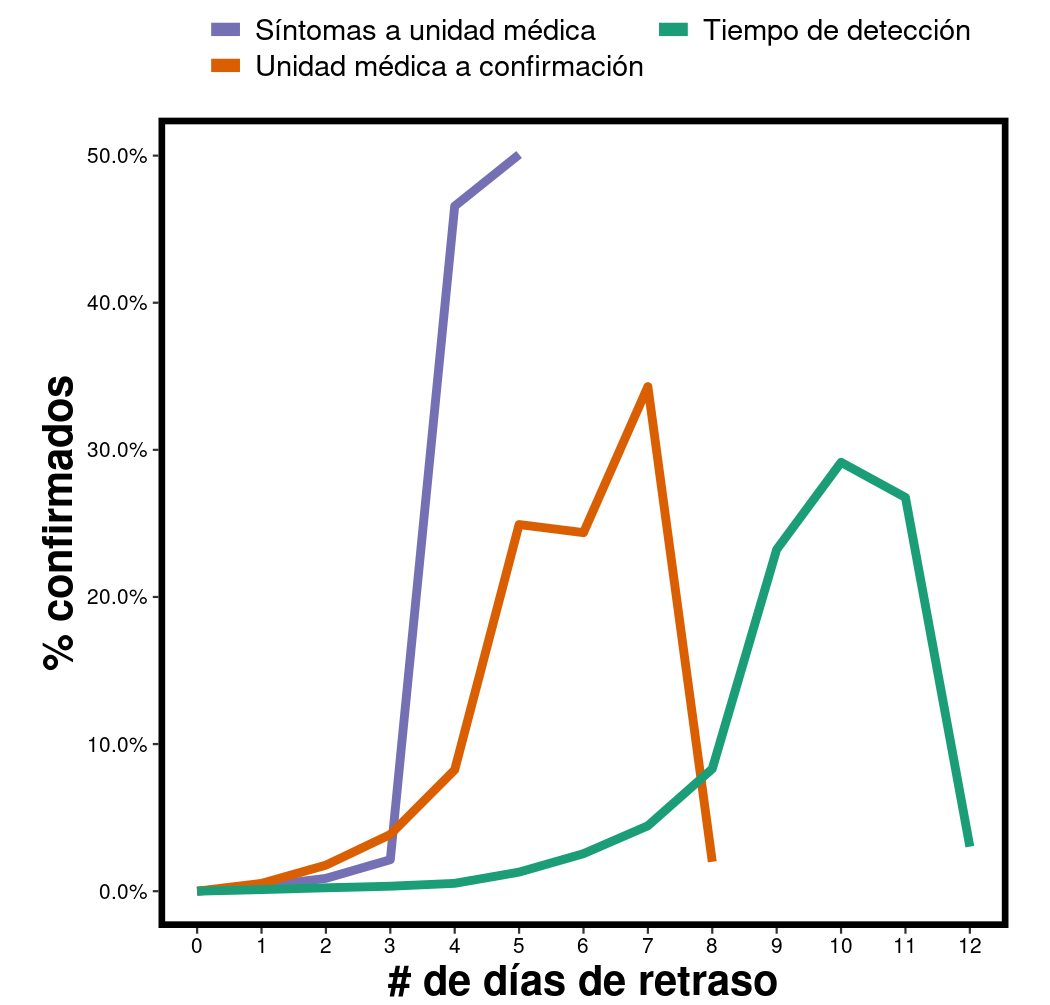 Síntomas a unidad médica
Tiempo de detección
Unidad médica a confirmación
50.0%
40.0%
30.0%
20.0%
10.0%
0.0%
% confirmados
0 1 2 3 4 5 6 7 8 9 10 11 12
# de días de retraso